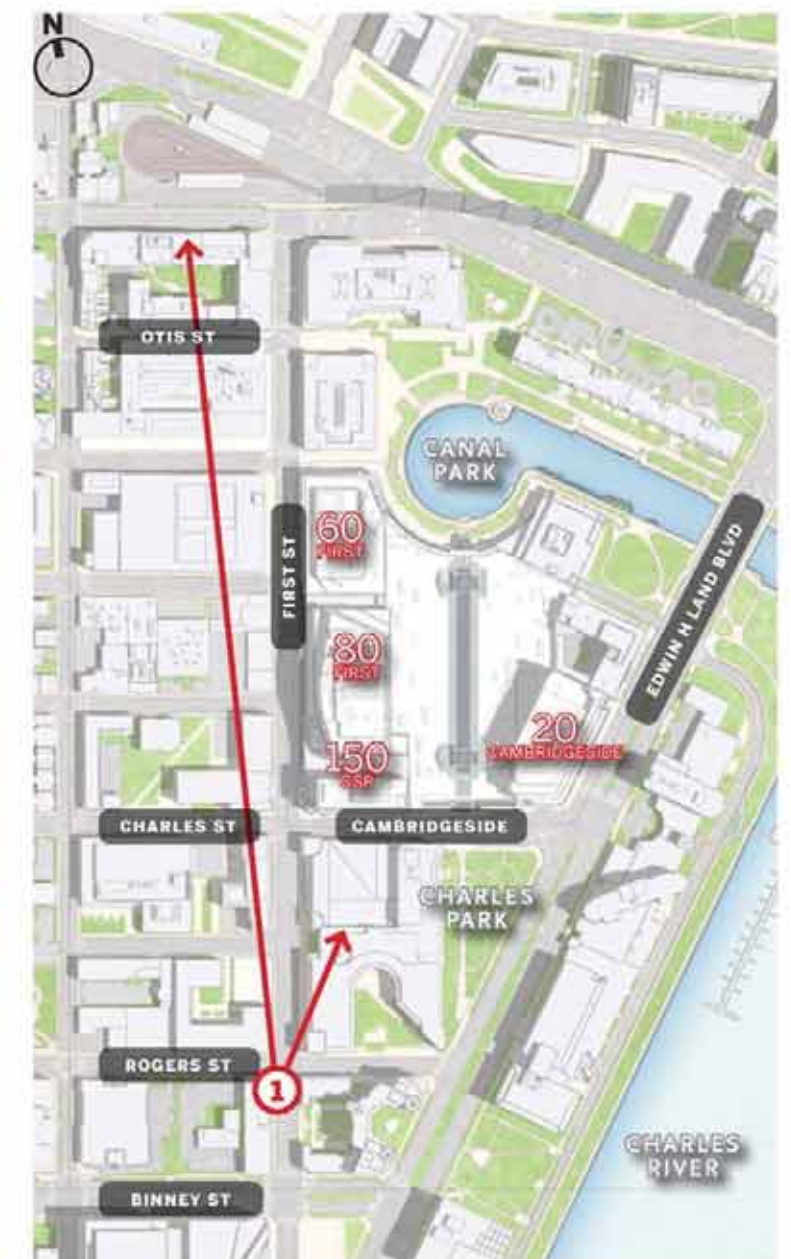 N
OTIS ST
CANAL
PARK
60
FIRST
FIRST ST
EDWIN H LAND BLVD
80
FIRST
20
CAMBRIDGESIDE
150
CSP
CHARLES ST
CAMBRIDGESIDE
CHARLES
PARK
ROGERS ST
1
CHARLES
RIVER
BINNEY ST